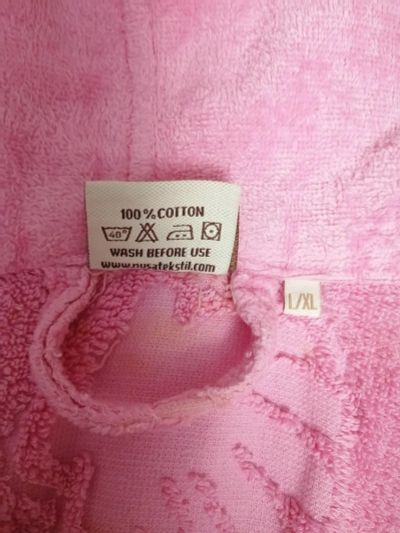 100 % COTTON
40°
WASH BEFORE USE
www.nusatekstil.com
L/XL